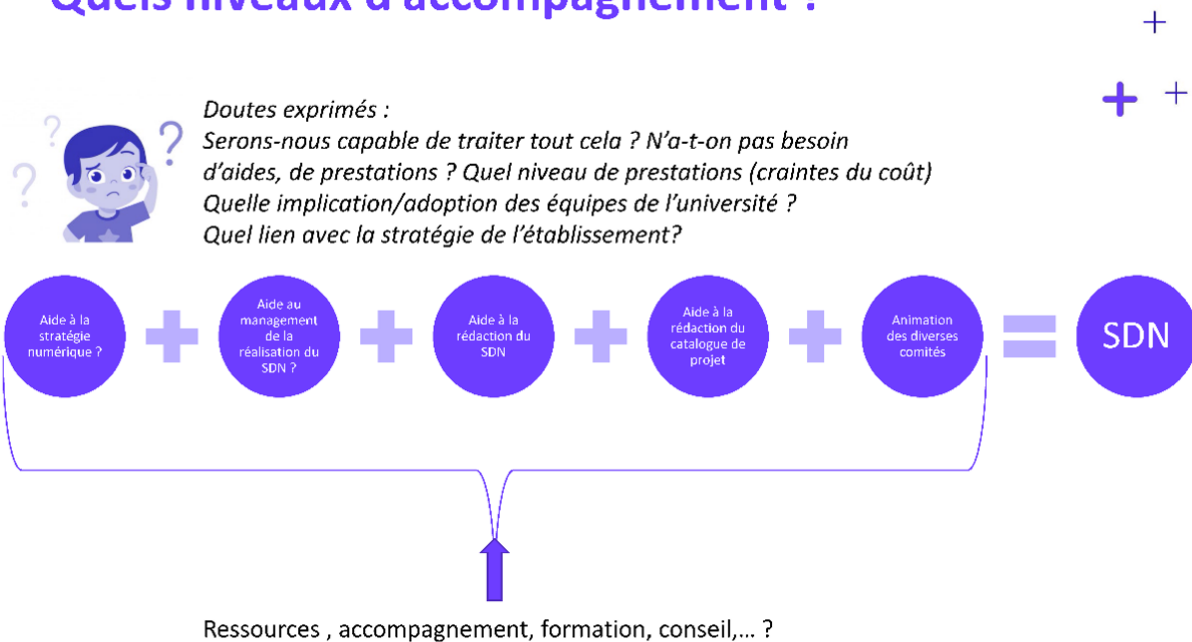 Quels niveaux d'accompagnement ?
Doutes exprimés :
Serons-nous capable de traiter tout cela ? N'a-t-on pas besoin
d'aides, de prestations ? Quel niveau de prestations (craintes du coût)
Quelle implication/adoption des équipes de l'université ?
Quel lien avec la stratégie de l'établissement?
Aide à la
stratégie
numérique ?
Aide au
management
de la
réalisation du
SDN ?
Aide à la
rédaction du
SDN
Aide à la
rédaction du
catalogue de
projet
Animation
des diverses
comités
SDN
Ressources , accompagnement, formation, conseil,... ?